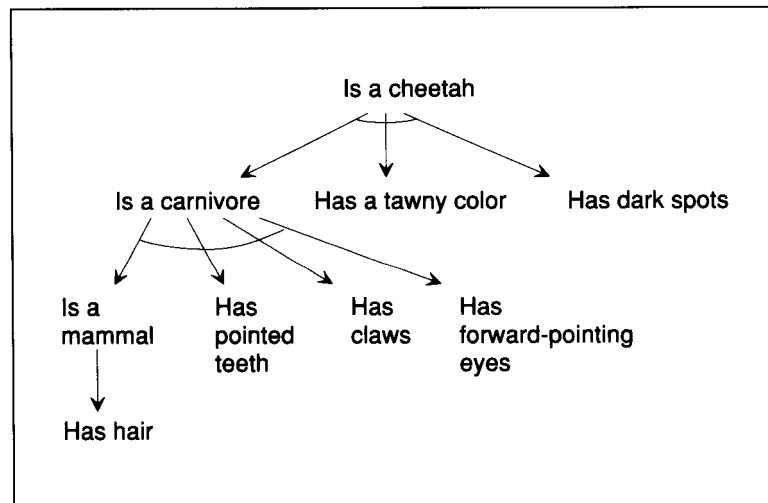 Is a cheetah
Is a carnivore
Has a tawny color
Has dark spots
Is a
mammal
Has
pointed
teeth
Has
claws
Has
forward-pointing
eyes
Has hair